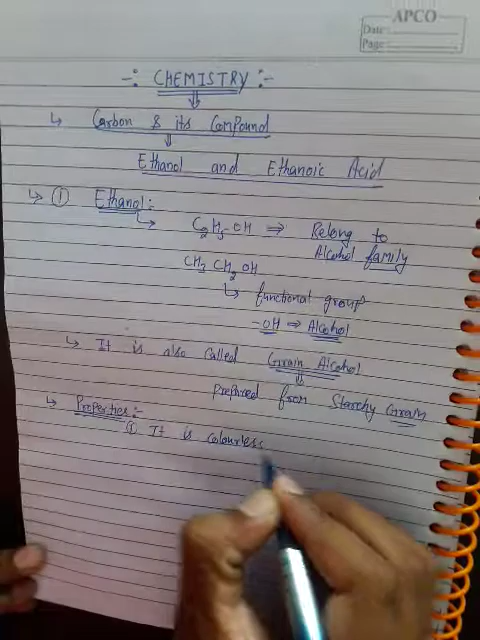 APCO
Date:
Page:
-: CHEMISTRY :-
↳ Carbon & its Compound
Ethanol and Ethanoic Acid
↳ ① Ethanol:
↳ C₂H₅-OH ⇒ Belong to
Alcohol family
CH₃ CH₂ OH
↳ functional group
-OH ⇒ Alcohol
↳ It is also called Grain Alcohol
prepared from Starchy Grain
↳ Properties:-
① It is colourless